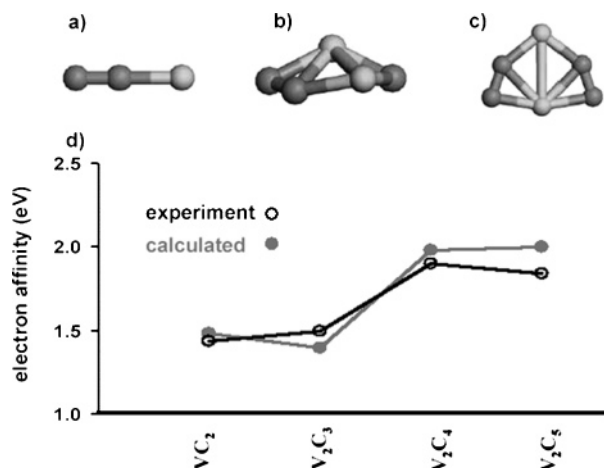 a)
b)
c)
d)
2.5
2.0
1.5
1.0
electron affinity (eV)
experiment
calculated
VC₂
V₂C₃
V₂C₄
V₂C₅